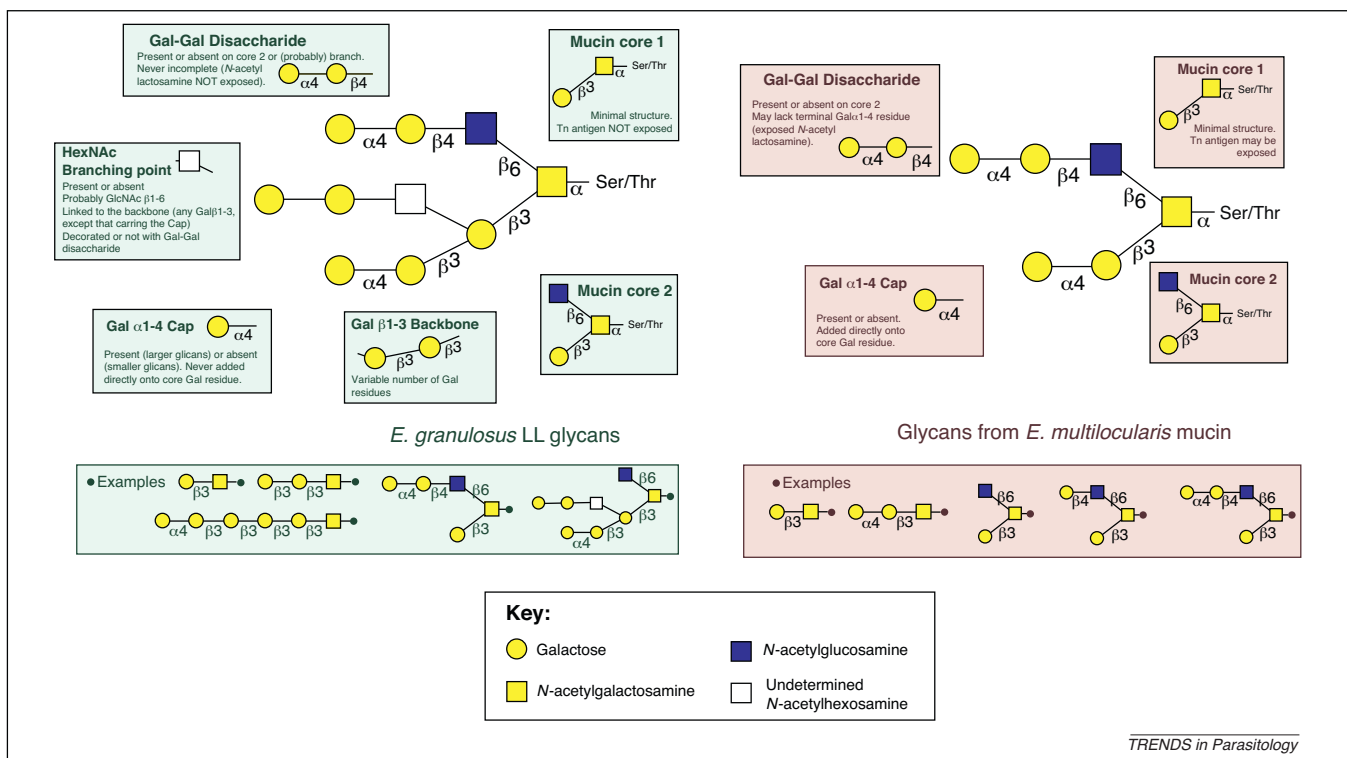 Gal-Gal Disaccharide
Present or absent on core 2 or (probably) branch.
Never incomplete (N-acetyl
lactosamine NOT exposed).
α4
β4
Mucin core 1
Ser/Thr
α
β3
Minimal structure.
Tn antigen NOT exposed
HexNAc
Branching point
Present or absent
Probably GlcNAc β1-6
Linked to the backbone (any Galβ1-3,
except that carring the Cap)
Decorated or not with Gal-Gal
disaccharide
α4
β4
β6
α
Ser/Thr
β3
β3
α4
Gal α1-4 Cap
α4
Present (larger glicans) or absent
(smaller glicans). Never added
directly onto core Gal residue.
Gal β1-3 Backbone
β3
β3
Variable number of Gal
residues
Mucin core 2
β6
Ser/Thr
α
β3
E. granulosus LL glycans
Examples
β3
β3
β3
α4
β3
β3
β3
β3
α4
β4
β6
β3
β6
β3
α4
β3
Gal-Gal Disaccharide
Present or absent on core 2
May lack terminal Galα1-4 residue
(exposed N-acetyl
lactosamine).
α4
β4
Mucin core 1
Ser/Thr
α
β3
Minimal structure.
Tn antigen may be
exposed
α4
β4
β6
α
Ser/Thr
β3
α4
Gal α1-4 Cap
α4
Present or absent.
Added directly onto
core Gal residue.
Mucin core 2
β6
Ser/Thr
α
β3
Glycans from E. multilocularis mucin
Examples
β3
α4
β3
β6
β3
β4
β6
β3
α4
β4
β6
β3
Key:
Galactose
N-acetylglucosamine
N-acetylgalactosamine
Undetermined
N-acetylhexosamine
TRENDS in Parasitology